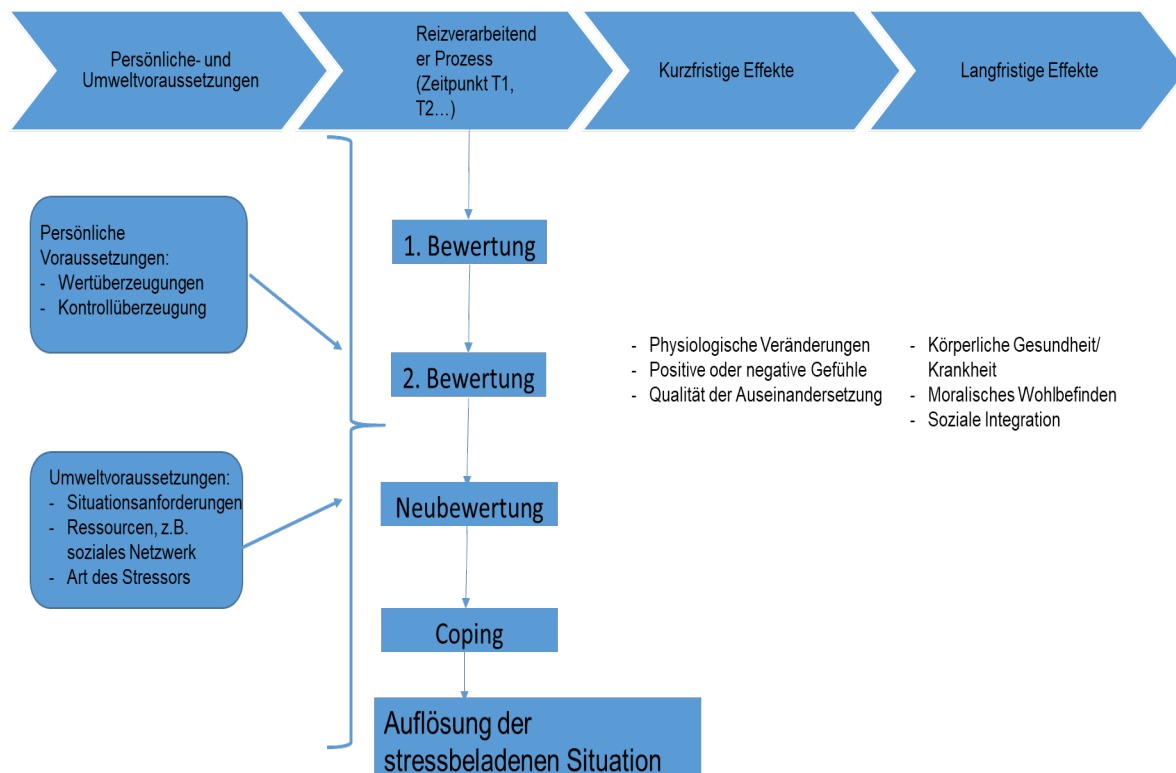 Persönliche- und
Umweltvoraussetzungen
Reizverarbeitend
er Prozess
(Zeitpunkt T1,
T2…)
Kurzfristige Effekte
Langfristige Effekte
Persönliche
Voraussetzungen:
- Wertüberzeugungen
- Kontrollüberzeugung
Umweltvoraussetzungen:
- Situationsanforderungen
- Ressourcen, z.B.
soziales Netzwerk
- Art des Stressors
1. Bewertung
2. Bewertung
Neubewertung
Coping
Auflösung der
stressbeladenen Situation
- Physiologische Veränderungen
- Positive oder negative Gefühle
- Qualität der Auseinandersetzung
- Körperliche Gesundheit/
Krankheit
- Moralisches Wohlbefinden
- Soziale Integration